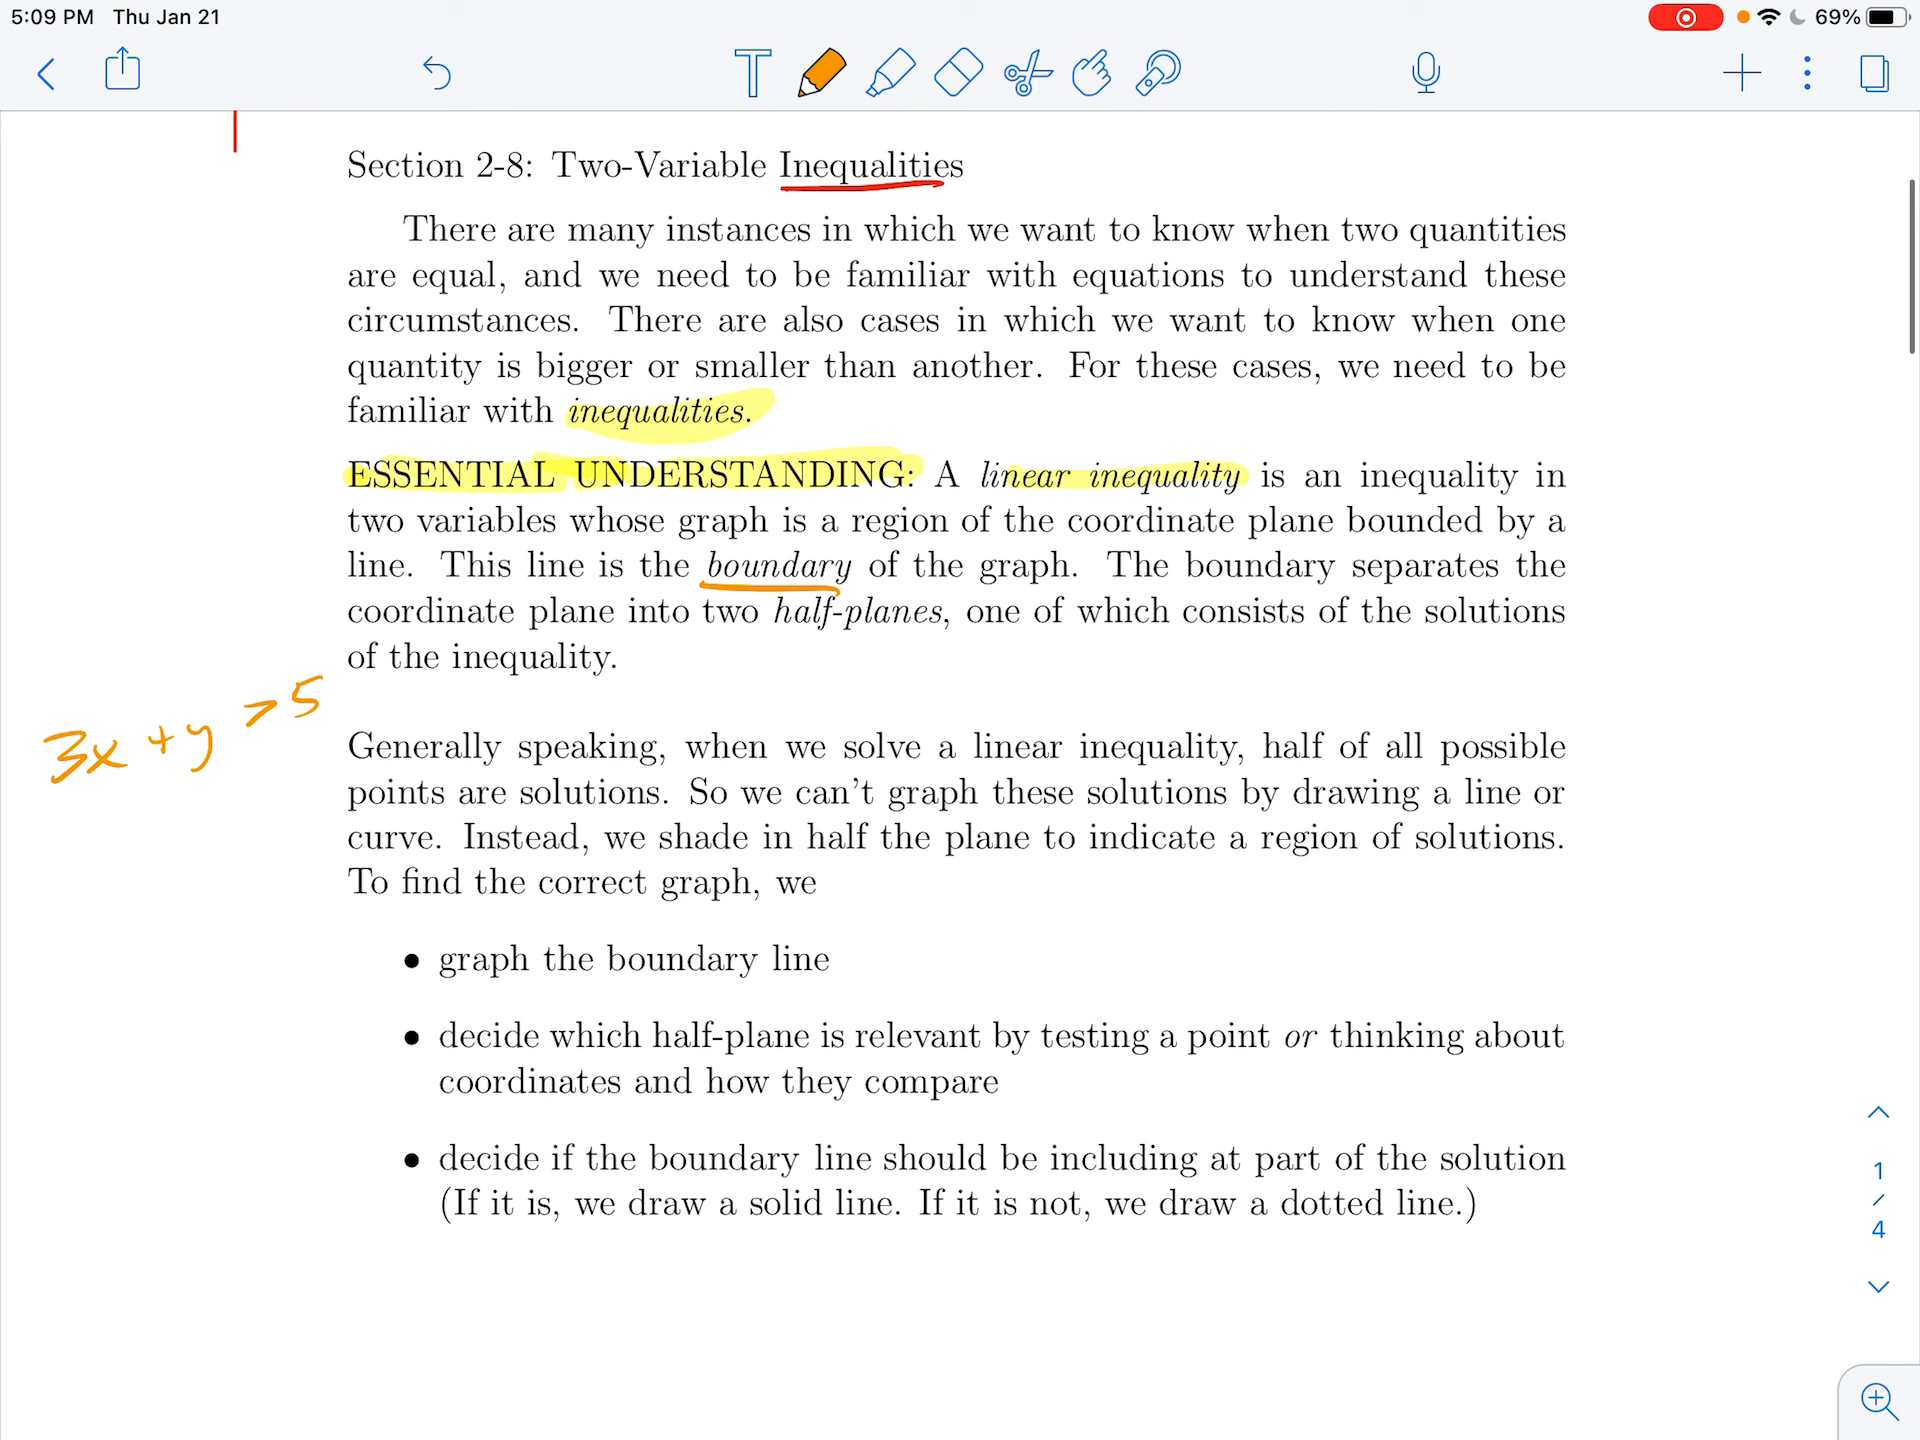 5:09 PM Thu Jan 21
69%
Section 2-8: Two-Variable Inequalities
There are many instances in which we want to know when two quantities
are equal, and we need to be familiar with equations to understand these
circumstances. There are also cases in which we want to know when one
quantity is bigger or smaller than another. For these cases, we need to be
familiar with inequalities.
ESSENTIAL UNDERSTANDING: A linear inequality is an inequality in
two variables whose graph is a region of the coordinate plane bounded by a
line. This line is the boundary of the graph. The boundary separates the
coordinate plane into two half-planes, one of which consists of the solutions
of the inequality.
3x + y > 5
Generally speaking, when we solve a linear inequality, half of all possible
points are solutions. So we can't graph these solutions by drawing a line or
curve. Instead, we shade in half the plane to indicate a region of solutions.
To find the correct graph, we
• graph the boundary line
• decide which half-plane is relevant by testing a point or thinking about
coordinates and how they compare
• decide if the boundary line should be including at part of the solution
(If it is, we draw a solid line. If it is not, we draw a dotted line.)
1
/
4